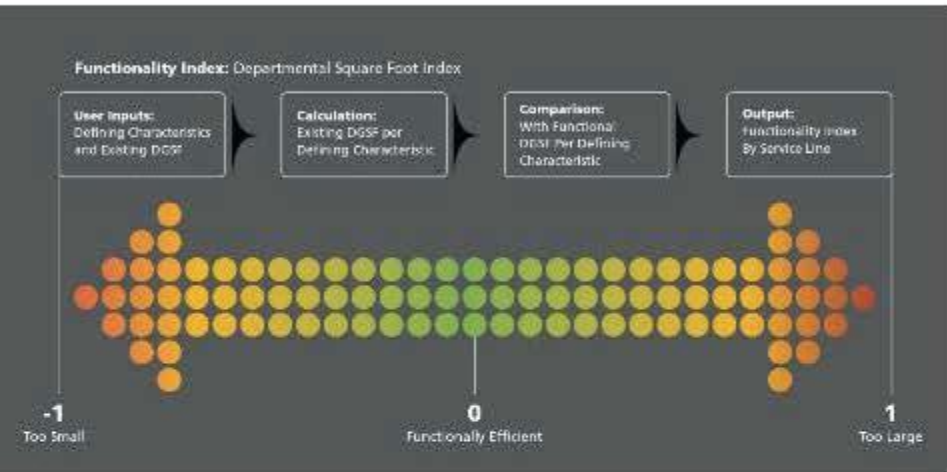 Functionality Index: Departmental Square Foot Index
User Inputs:
Defining Characteristics
and Existing DGSF
Calculation:
Existing DGSF per
Defining Characteristic
Comparison:
With Functional
DGSF Per Defining
Characteristic
Output:
Functionality Index
By Service Line
-1
Too Small
0
Functionally Efficient
1
Too Large